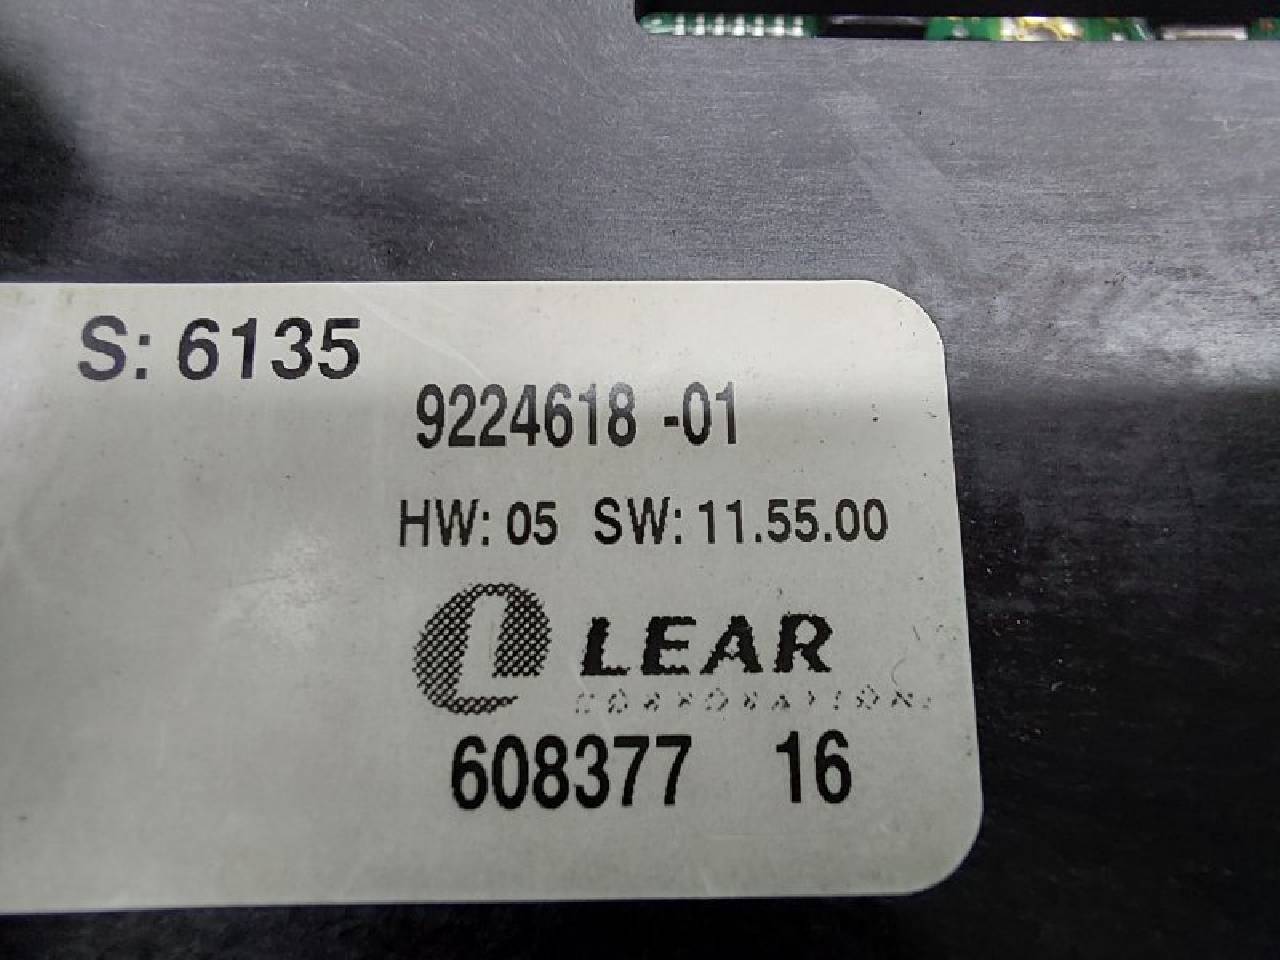 S: 6135
9224618 -01
HW: 05 SW: 11.55.00
LEAR
CORPORATION.
608377 16